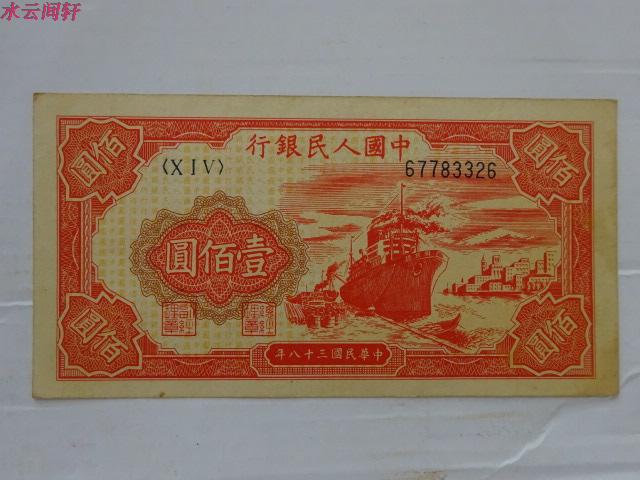 水云间轩
中國人民銀行
〈XIV〉
67783326
佰圓
佰圓
壹佰圓
佰圓
佰圓
中華民國三十八年